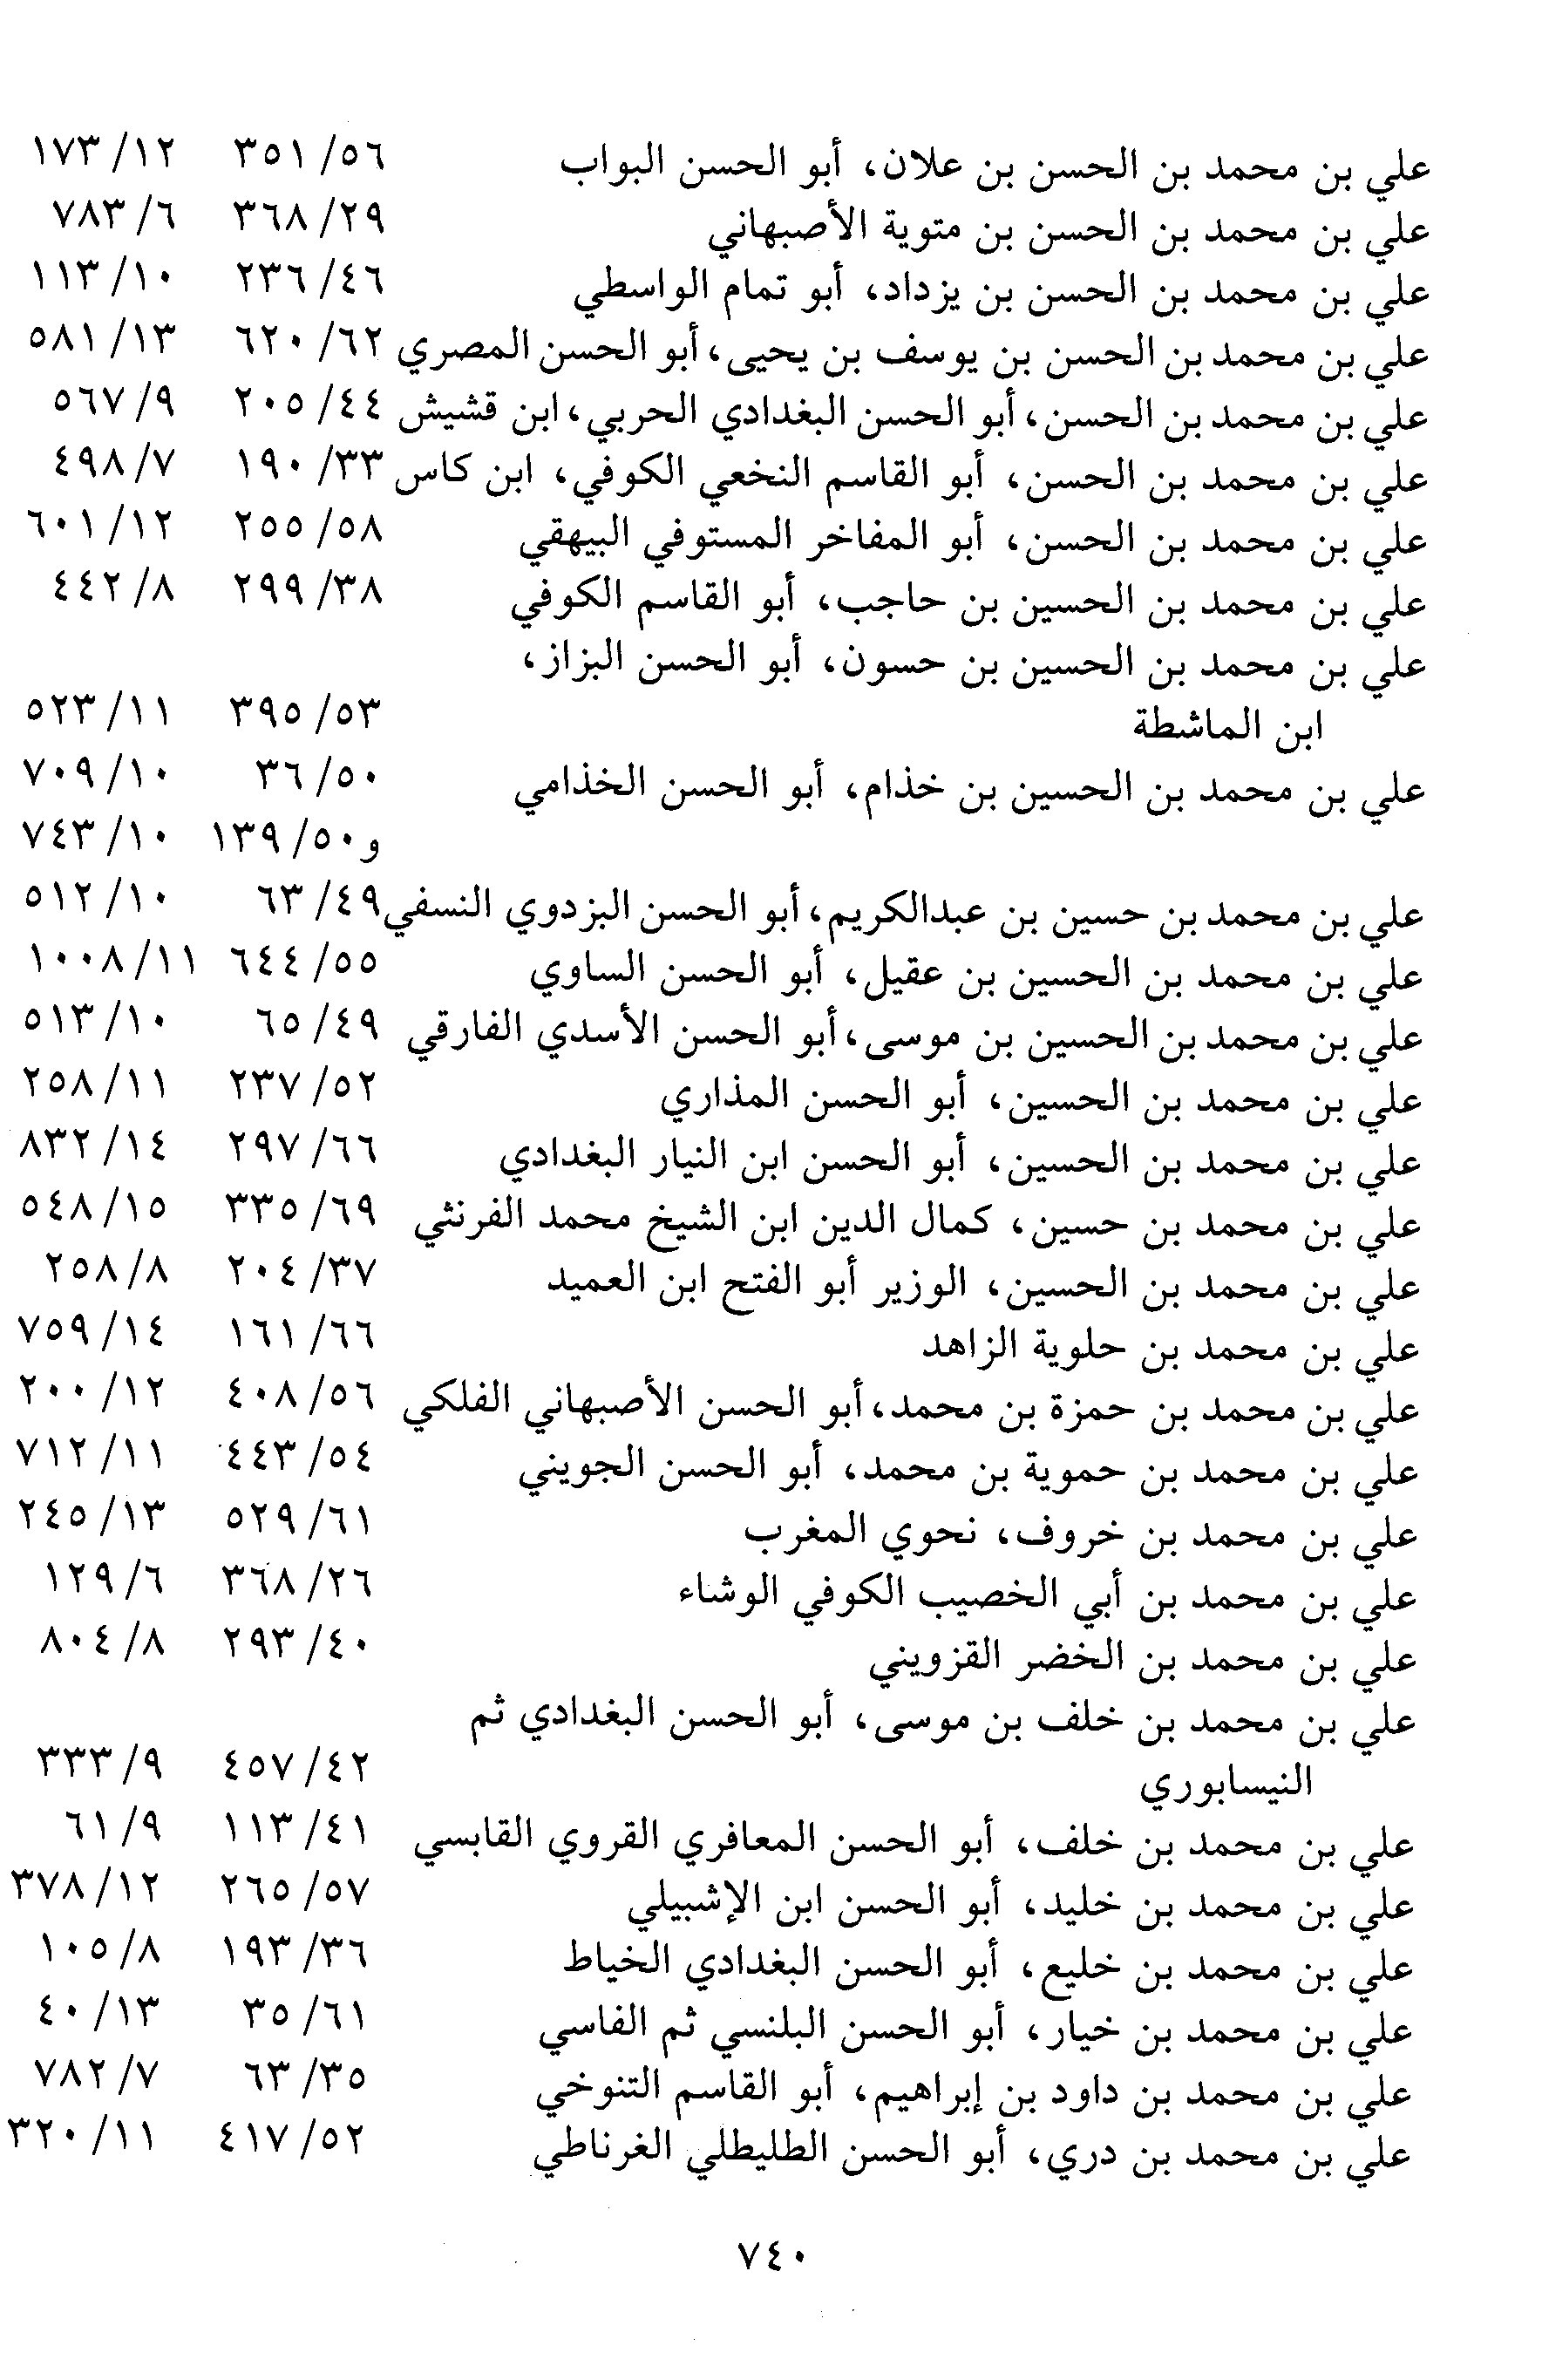 علي بن محمد بن الحسن بن علان، أبو الحسن البواب ٥٦/ ٣٥١ ١٢/ ١٧٣
علي بن محمد بن الحسن بن متوية الأصبهاني ٢٩/ ٣٦٨ ٦/ ٧٨٣
علي بن محمد بن الحسن بن يزداد، أبو تمام الواسطي ٤٦/ ٢٣٦ ١٠/ ١١٣
علي بن محمد بن الحسن بن يوسف بن يحيى، أبو الحسن المصري ٦٢/ ٦٢٠ ١٣/ ٥٨١
علي بن محمد بن الحسن، أبو الحسن البغدادي الحربي، ابن قشيش ٤٤/ ٢٠٥ ٩/ ٥٦٧
علي بن محمد بن الحسن، أبو القاسم النخعي الكوفي، ابن كاس ٣٣/ ١٩٠ ٧/ ٤٩٨
علي بن محمد بن الحسن، أبو المفاخر المستوفي البيهقي ٥٨/ ٢٥٥ ١٢/ ٦٠١
علي بن محمد بن الحسين بن حاجب، أبو القاسم الكوفي ٣٨/ ٢٩٩ ٨/ ٤٤٢
علي بن محمد بن الحسين بن حسون، أبو الحسن البزاز،
ابن الماشطة ٥٣/ ٣٩٥ ١١/ ٥٢٣
علي بن محمد بن الحسين بن خذام، أبو الحسن الخذامي ٥٠/ ٣٦ ١٠/ ٧٠٩
و٥٠/ ١٣٩ ١٠/ ٧٤٣
علي بن محمد بن حسين بن عبدالكريم، أبو الحسن البزدوي النسفي ٤٩/ ٦٣ ١٠/ ٥١٢
علي بن محمد بن الحسين بن عقيل، أبو الحسن الساوي ٥٥/ ٦٤٤ ١١/ ١٠٠٨
علي بن محمد بن الحسين بن موسى، أبو الحسن الأسدي الفارقي ٤٩/ ٦٥ ١٠/ ٥١٣
علي بن محمد بن الحسين، أبو الحسن المذاري ٥٢/ ٢٣٧ ١١/ ٢٥٨
علي بن محمد بن الحسين، أبو الحسن ابن النيار البغدادي ٦٦/ ٢٩٧ ١٤/ ٨٣٢
علي بن محمد بن حسين، كمال الدين ابن الشيخ محمد الفرنثي ٦٩/ ٣٣٥ ١٥/ ٥٤٨
علي بن محمد بن الحسين، الوزير أبو الفتح ابن العميد ٣٧/ ٢٠٤ ٨/ ٢٥٨
علي بن محمد بن حلوية الزاهد ٦٦/ ١٦١ ١٤/ ٧٥٩
علي بن محمد بن حمزة بن محمد، أبو الحسن الأصبهاني الفلكي ٥٦/ ٤٠٨ ١٢/ ٢٠٠
علي بن محمد بن حموية بن محمد، أبو الحسن الجويني ٥٤/ ٤٤٣ ١١/ ٧١٢
علي بن محمد بن خروف، نحوي المغرب ٦١/ ٥٢٩ ١٣/ ٢٤٥
علي بن محمد بن أبي الخصيب الكوفي الوشاء ٢٦/ ٣٦٨ ٦/ ١٢٩
علي بن محمد بن الخضر القزويني ٤٠/ ٢٩٣ ٨/ ٨٠٤
علي بن محمد بن خلف بن موسى، أبو الحسن البغدادي ثم
النيسابوري ٤٢/ ٤٥٧ ٩/ ٣٣٣
علي بن محمد بن خلف، أبو الحسن المعافري القروي القابسي ٤١/ ١١٣ ٩/ ٦١
علي بن محمد بن خليد، أبو الحسن ابن الإشبيلي ٥٧/ ٢٦٥ ١٢/ ٣٧٨
علي بن محمد بن خليع، أبو الحسن البغدادي الخياط ٣٦/ ١٩٣ ٨/ ١٠٥
علي بن محمد بن خيار، أبو الحسن البلنسي ثم الفاسي ٦١/ ٣٥ ١٣/ ٤٠
علي بن محمد بن داود بن إبراهيم، أبو القاسم التنوخي ٣٥/ ٦٣ ٧/ ٧٨٢
علي بن محمد بن دري، أبو الحسن الطليطلي الغرناطي ٥٢/ ٤١٧ ١١/ ٣٢٠
٧٤٠